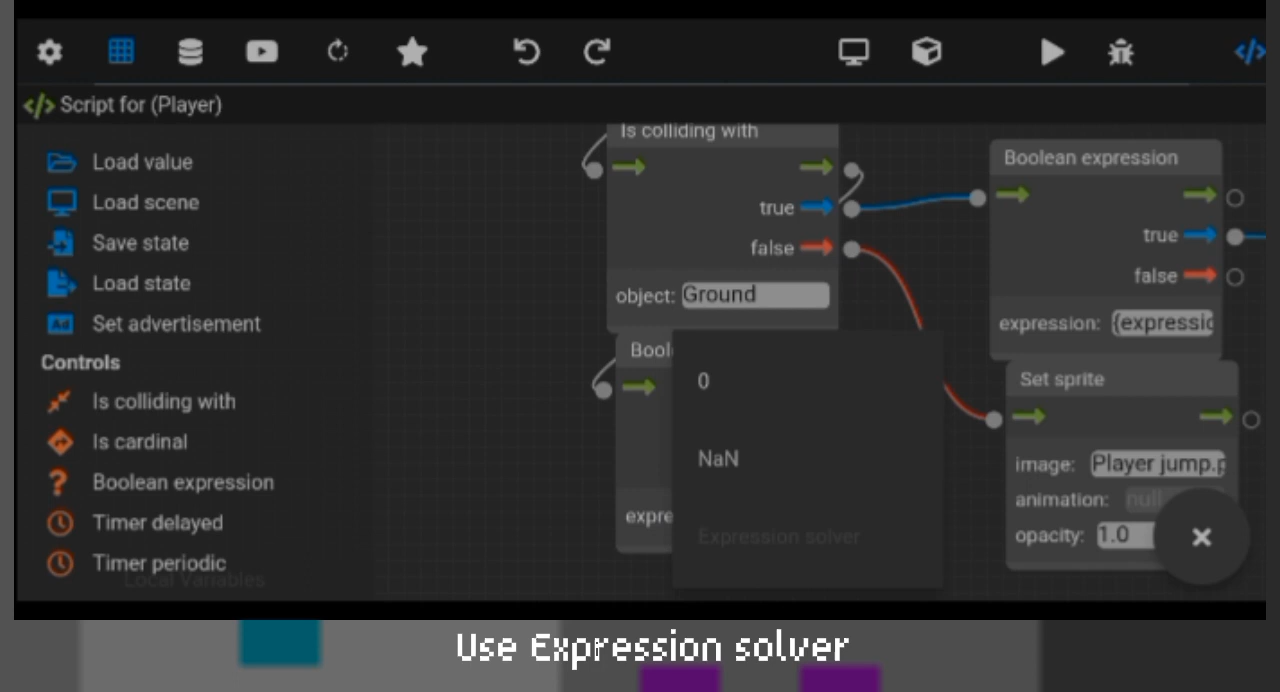 </> Script for (Player)
Load value
Load scene
Save state
Load state
Ad Set advertisement
Controls
Is colliding with
Is cardinal
? Boolean expression
Timer delayed
Timer periodic
Local Variables
Is colliding with
true
false
object: Ground
Bool
expre
0
NaN
Expression solver
Boolean expression
true
false
expression: {expressic
Set sprite
image: Player jump.p
animation: null
opacity: 1.0
Use Expression solver